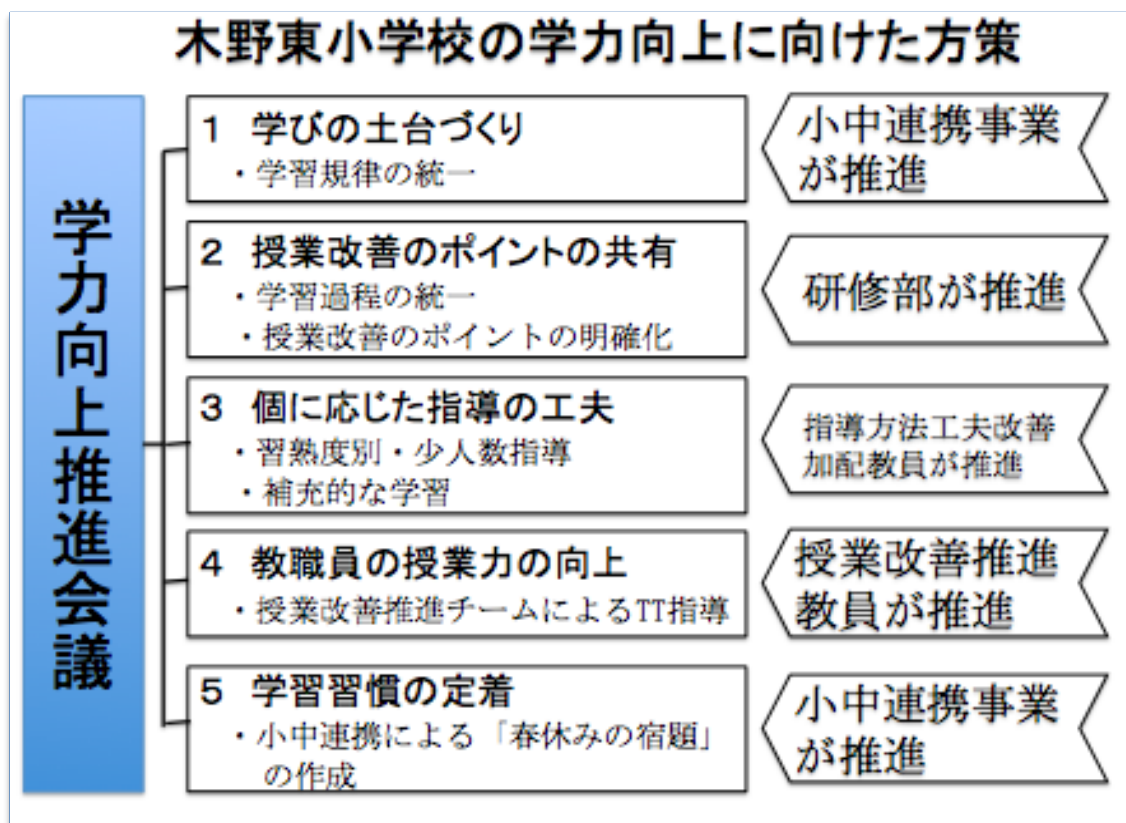 木野東小学校の学力向上に向けた方策
学力向上推進会議
1 学びの土台づくり
・学習規律の統一
小中連携事業
が推進
2 授業改善のポイントの共有
・学習過程の統一
・授業改善のポイントの明確化
研修部が推進
3 個に応じた指導の工夫
・習熟度別・少人数指導
・補充的な学習
指導方法工夫改善
加配教員が推進
4 教職員の授業力の向上
・授業改善推進チームによるTT指導
授業改善推進
教員が推進
5 学習習慣の定着
・小中連携による「春休みの宿題」
の作成
小中連携事業
が推進